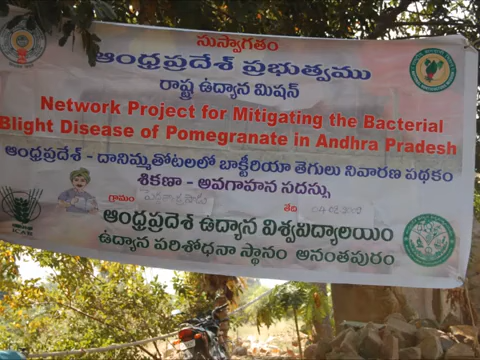 సుస్వాగతం
ఆంధ్రప్రదేశ్ ప్రభుత్వము
రాష్ట్ర ఉద్యాన మిషన్
Network Project for Mitigating the Bacterial
Blight Disease of Pomegranate in Andhra Pradesh
ఆంధ్రప్రదేశ్ - దానిమ్మతోటలలో బాక్టీరియా తెగులు నివారణ పథకం
శికణా - అవగాహన సదస్సు
గ్రామం
తేది
ఆంధ్రప్రదేశ్ ఉద్యాన విశ్వవిద్యాలయం
ఉద్యాన పరిశోధనా స్థానం అనంతపురం
ICAR